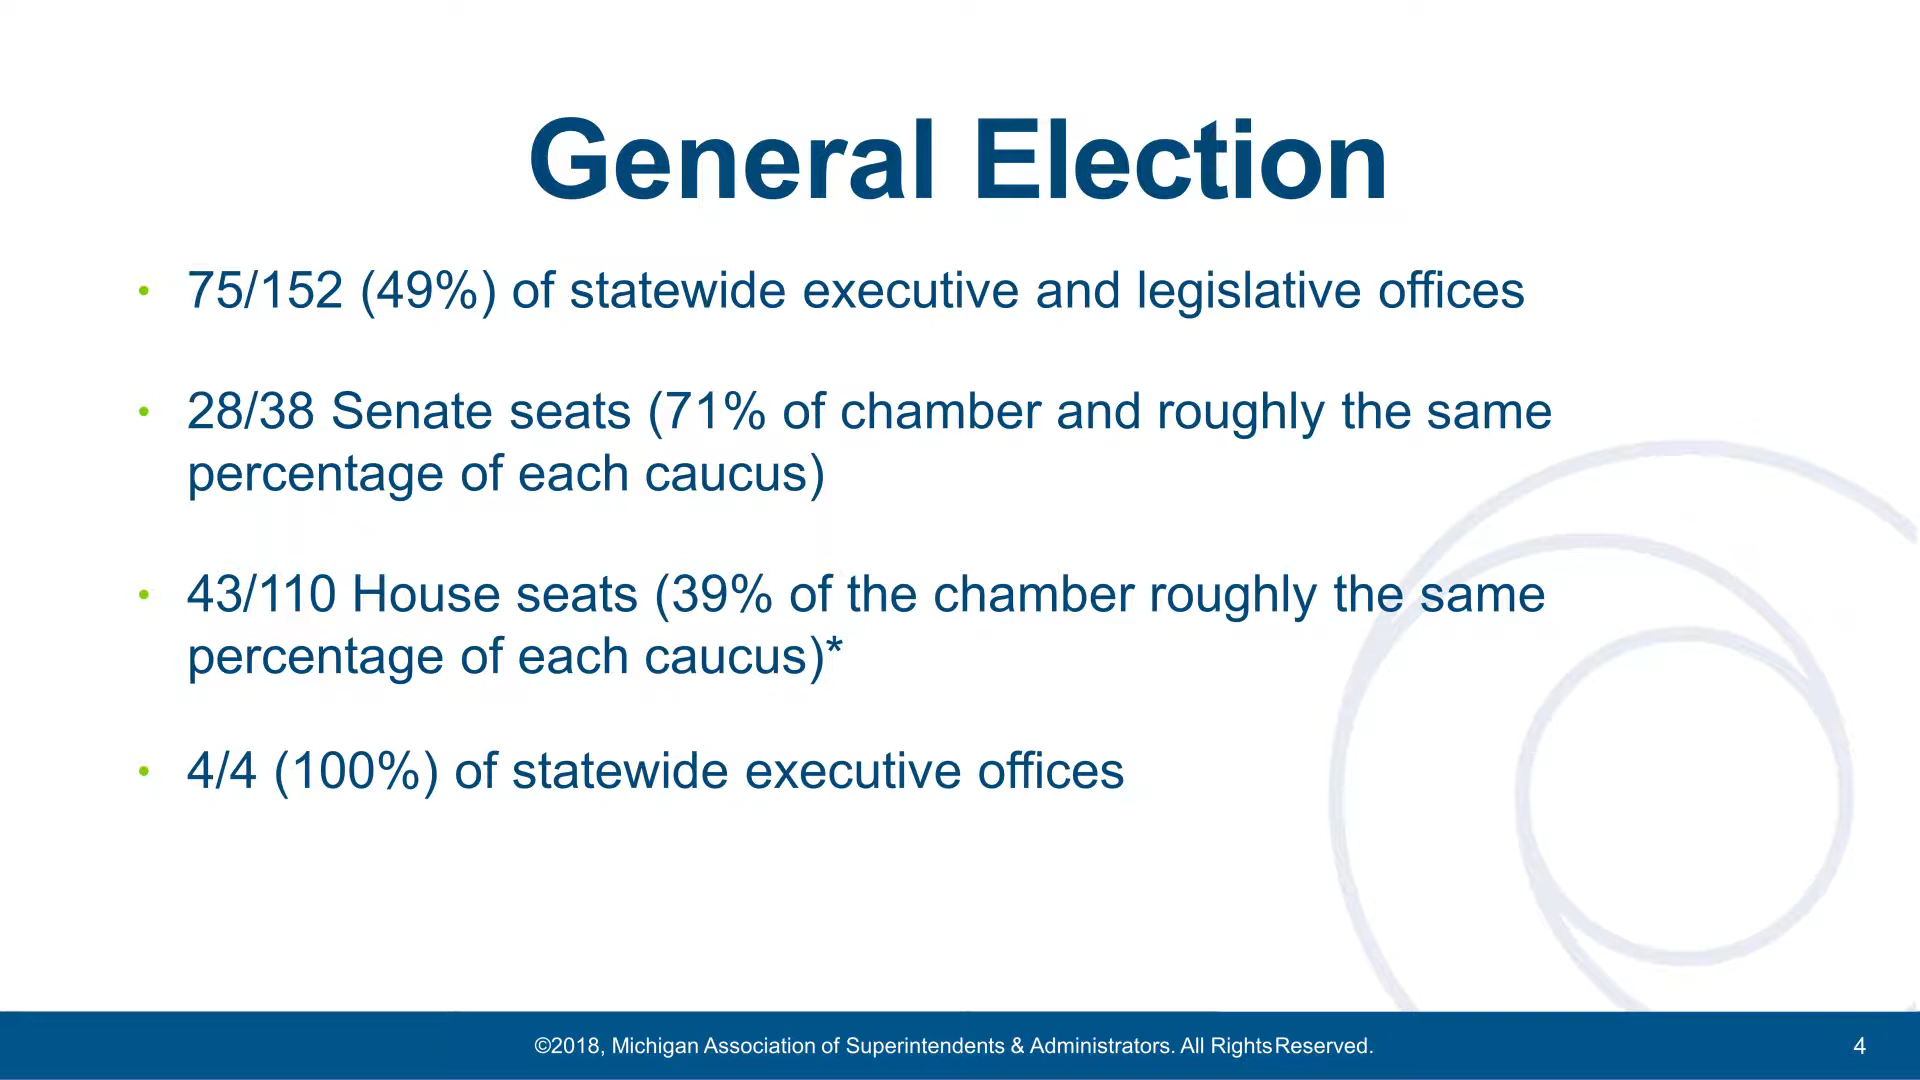 General Election
• 75/152 (49%) of statewide executive and legislative offices
• 28/38 Senate seats (71% of chamber and roughly the same
percentage of each caucus)
• 43/110 House seats (39% of the chamber roughly the same
percentage of each caucus)*
• 4/4 (100%) of statewide executive offices
©2018, Michigan Association of Superintendents & Administrators. All RightsReserved.
4